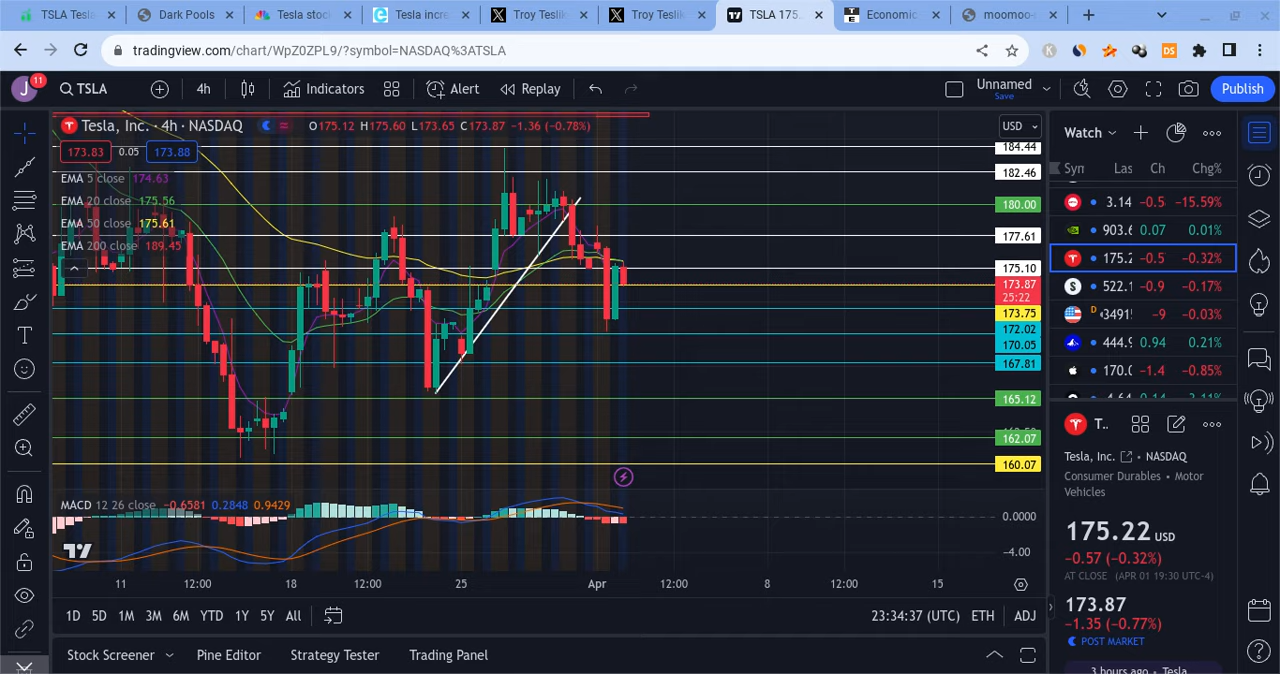 TSLA Tesla
Dark Pools
Tesla stoc
Tesla incre
Troy Teslik
Troy Teslik
TSLA 175.
Economic
moomoo-
tradingview.com/chart/WpZ0ZPL9/?symbol=NASDAQ%3ATSLA
J 11 TSLA 4h Indicators Alert Replay Unnamed Save Publish
Tesla, Inc. · 4h · NASDAQ O175.12 H175.60 L173.65 C173.87 −1.36 (−0.78%) USD
173.83 0.05 173.88
EMA 5 close 174.63
EMA 20 close 175.56
EMA 50 close 175.61
EMA 200 close 189.45
184.44
182.46
180.00
177.61
175.10
173.87
25:22
173.75
172.02
170.05
167.81
165.12
162.07
160.07
MACD 12 26 close −0.6581 0.2848 0.9429
0.0000
−4.00
11 12:00 18 12:00 25 Apr 12:00 8 12:00 15
1D 5D 1M 3M 6M YTD 1Y 5Y All 23:34:37 (UTC) ETH ADJ
Stock Screener Pine Editor Strategy Tester Trading Panel
Watch
Syn Las Ch Chg%
3.14 -0.5 −15.59%
903.6 0.07 0.01%
175.2 -0.5 −0.32%
S 522.1 -0.9 −0.17%
D 34915 -9 −0.03%
444.9 0.94 0.21%
170.0 -1.4 −0.85%
T..
Tesla, Inc. • NASDAQ
Consumer Durables • Motor
Vehicles
175.22 USD
−0.57 (−0.32%)
AT CLOSE (APR 01 19:30 UTC-4)
173.87
−1.35 (−0.77%)
POST MARKET
3 hours ago • Tesla